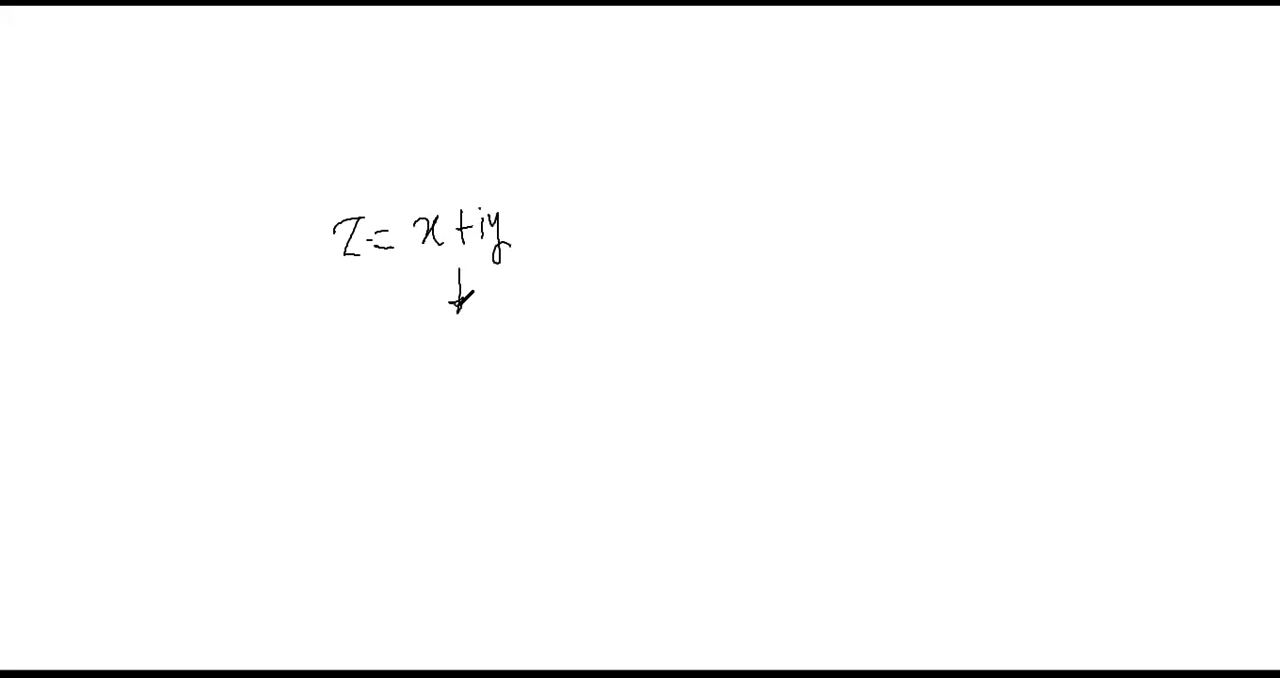 z = x + iy
↓